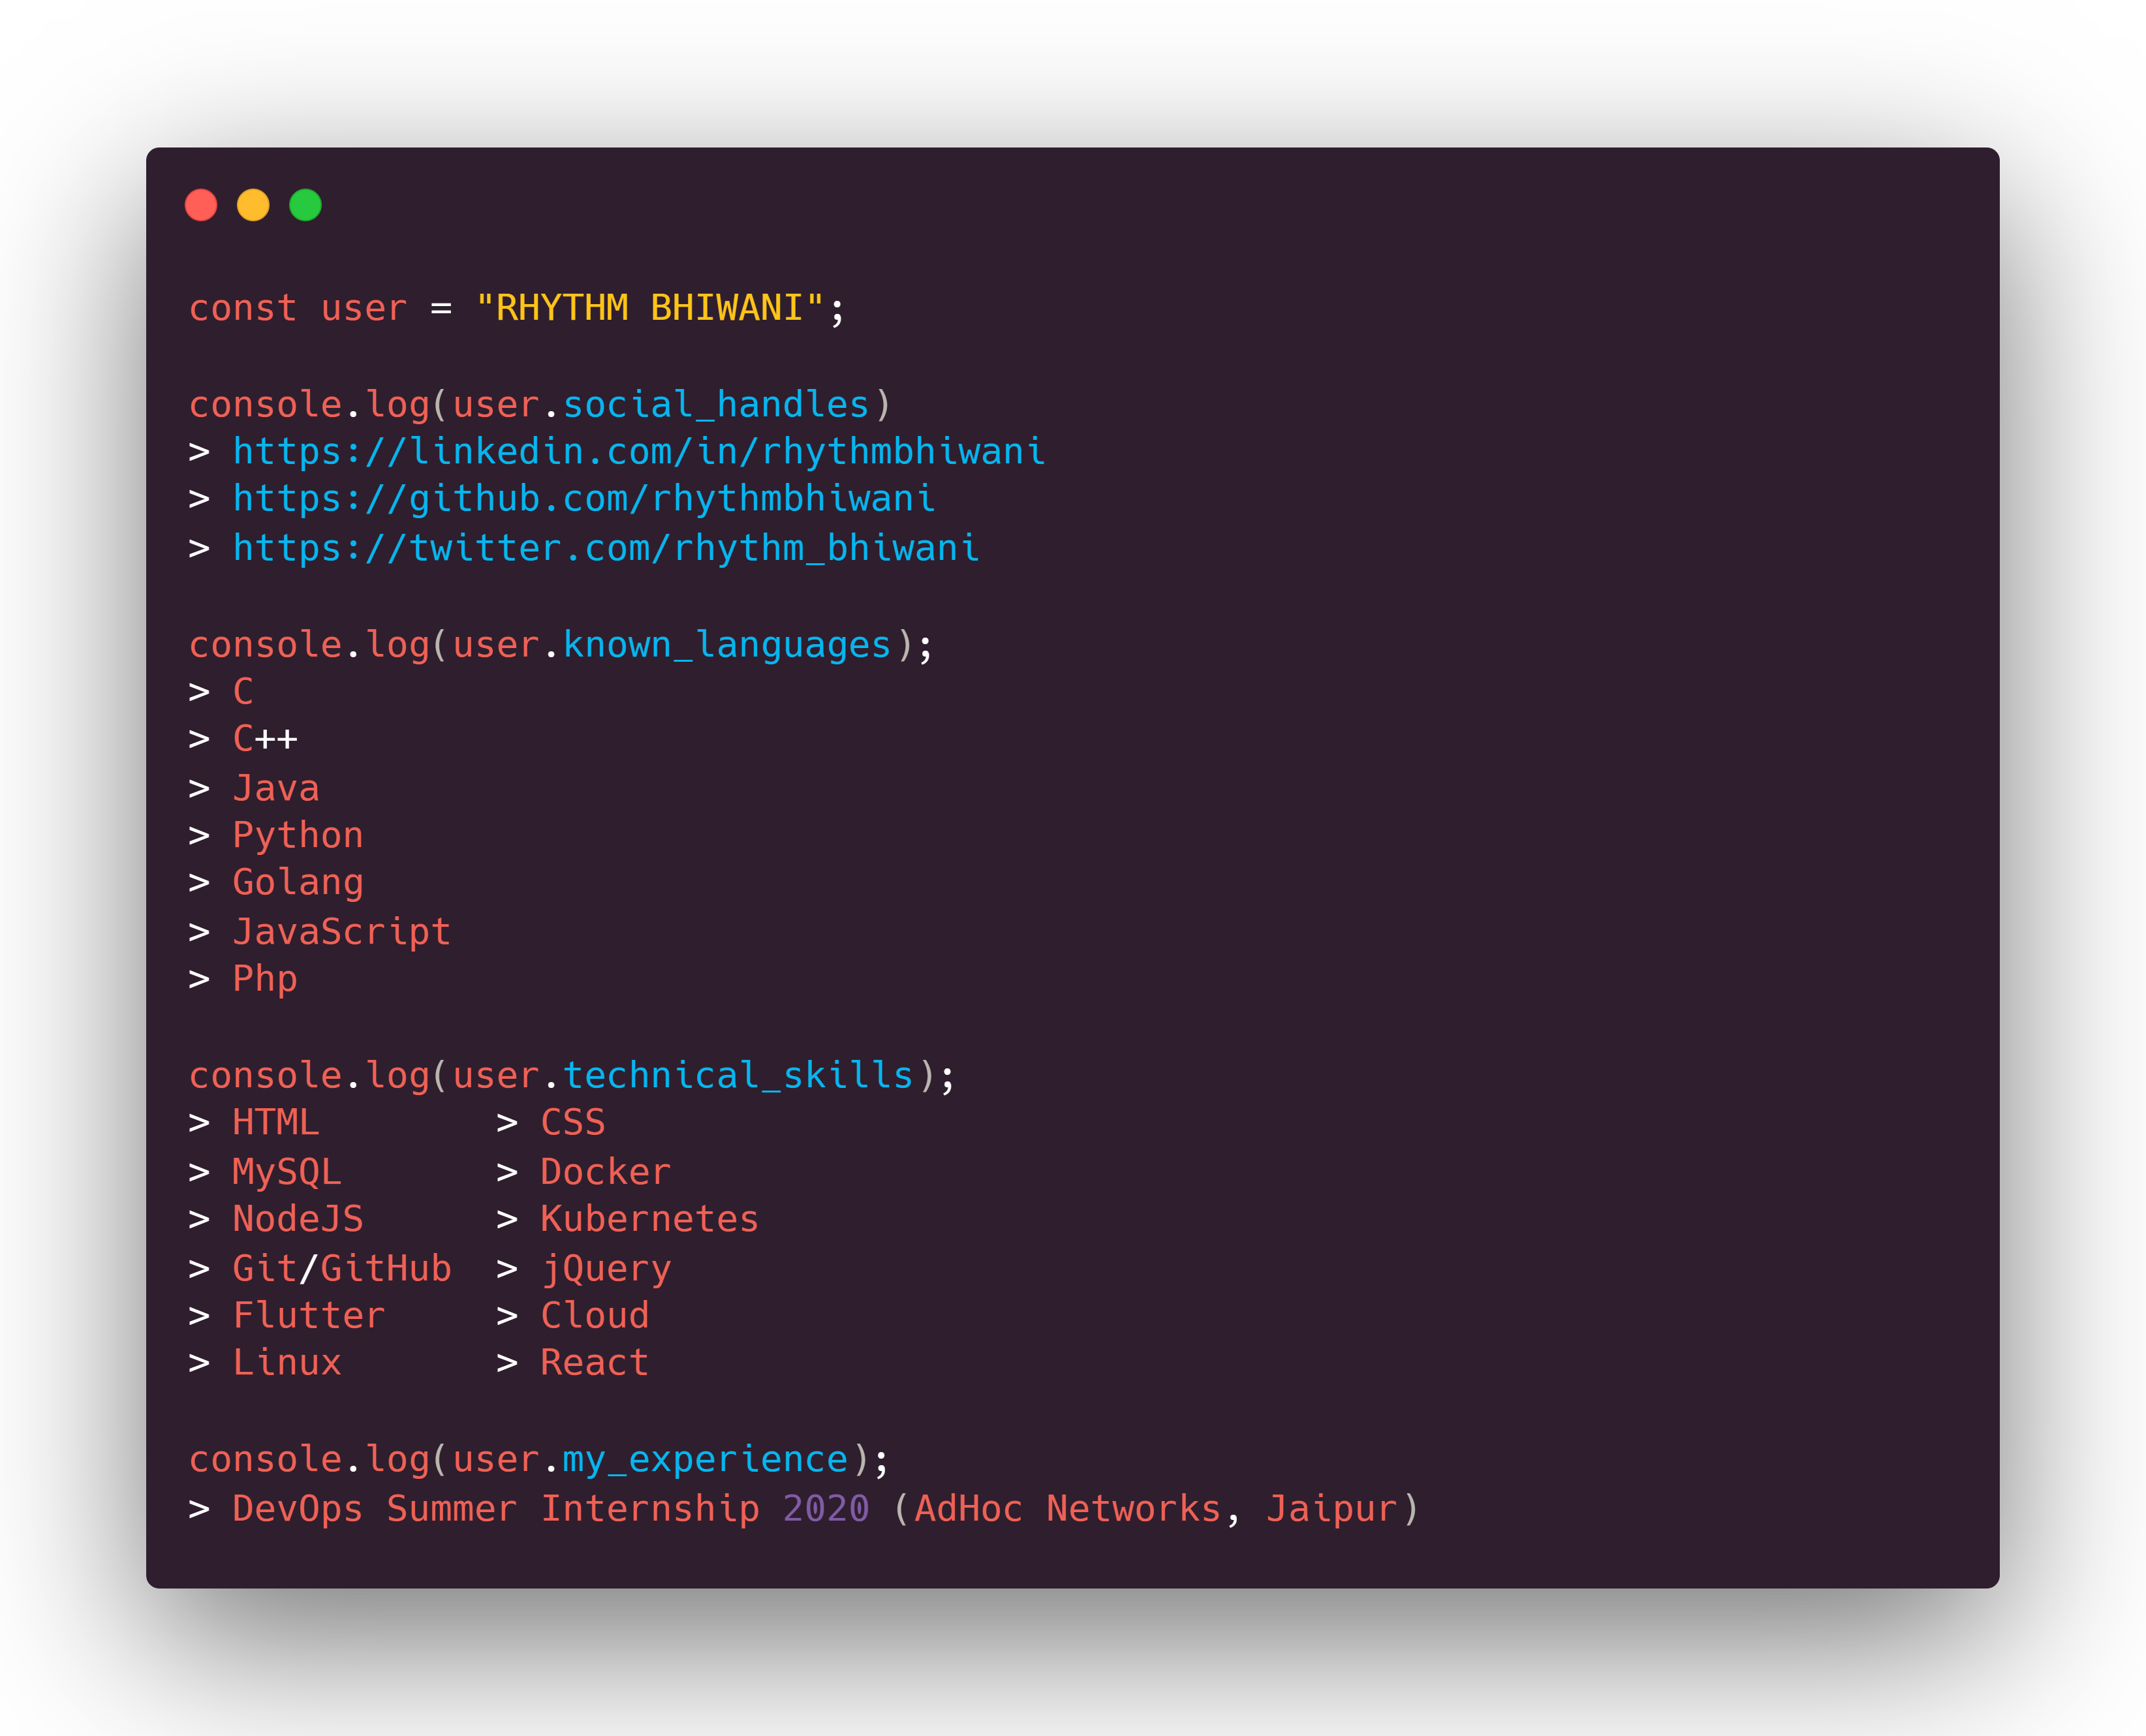 const user = "RHYTHM BHIWANI";
console.log(user.social_handles)
> https://linkedin.com/in/rhythmbhiwani
> https://github.com/rhythmbhiwani
> https://twitter.com/rhythm_bhiwani
console.log(user.known_languages);
> C
> C++
> Java
> Python
> Golang
> JavaScript
> Php
console.log(user.technical_skills);
> HTML        > CSS
> MySQL       > Docker
> NodeJS      > Kubernetes
> Git/GitHub  > jQuery
> Flutter     > Cloud
> Linux       > React
console.log(user.my_experience);
> DevOps Summer Internship 2020 (AdHoc Networks, Jaipur)